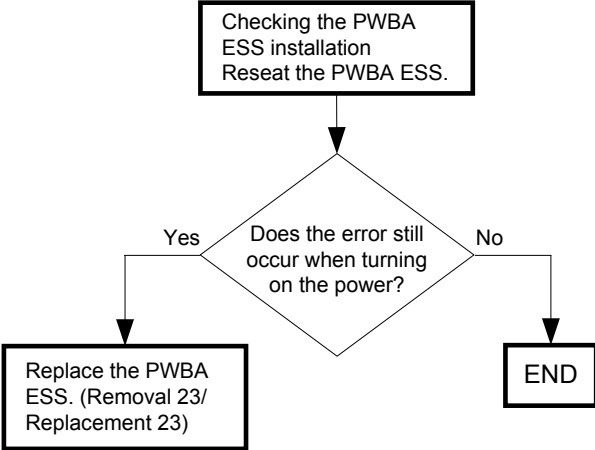 Checking the PWBA
ESS installation
Reseat the PWBA ESS.
Yes
Does the error still
occur when turning
on the power?
No
Replace the PWBA
ESS. (Removal 23/
Replacement 23)
END